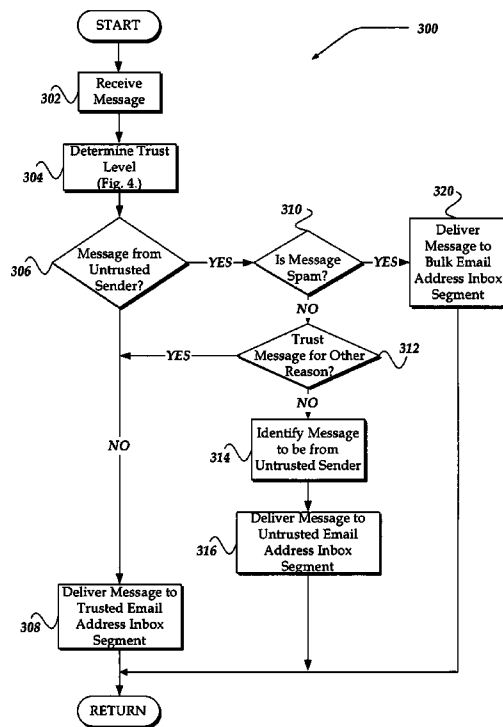 START
300
302
Receive
Message
304
Determine Trust
Level
(Fig. 4.)
306
Message from
Untrusted
Sender?
YES
310
Is Message
Spam?
YES
320
Deliver
Message to
Bulk Email
Address Inbox
Segment
NO
YES
Trust
Message for Other
Reason?
312
NO
NO
314
Identify Message
to be from
Untrusted Sender
316
Deliver Message to
Untrusted Email
Address Inbox
Segment
308
Deliver Message to
Trusted Email
Address Inbox
Segment
RETURN